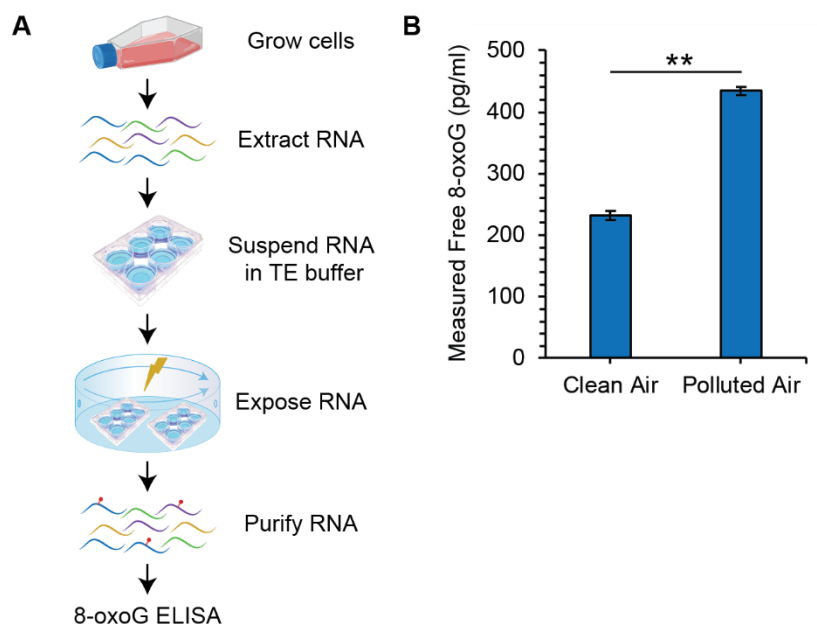 A
Grow cells
Extract RNA
Suspend RNA
in TE buffer
Expose RNA
Purify RNA
8-oxoG ELISA
B
Measured Free 8-oxoG (pg/ml)
500
400
300
200
100
0
**
Clean Air
Polluted Air